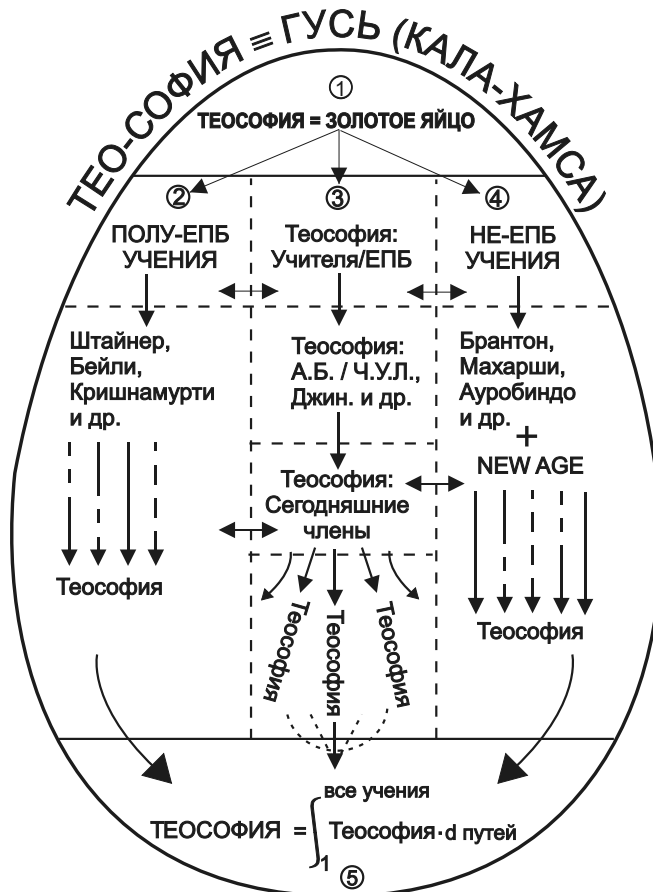 ТЕО-СОФИЯ ≡ ГУСЬ (КАЛА-ХАМСА)
①
ТЕОСОФИЯ = ЗОЛОТОЕ ЯЙЦО
②
ПОЛУ-ЕПБ
УЧЕНИЯ
③
Теософия:
Учителя/ЕПБ
④
НЕ-ЕПБ
УЧЕНИЯ
Штайнер,
Бейли,
Кришнамурти
и др.
Теософия:
А.Б. / Ч.У.Л.,
Джин. и др.
Брантон,
Махарши,
Ауробиндо
и др.
+
NEW AGE
Теософия:
Сегодняшние
члены
Теософия
Теософия
Теософия
Теософия
Теософия
все учения
ТЕОСОФИЯ = { Теософия·d путей
1
⑤